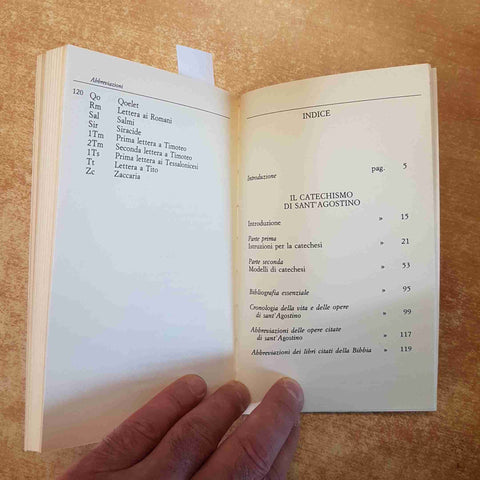 Abbreviazioni
120 Qo Qoelet
Rm Lettera ai Romani
Sal Salmi
Sir Siracide
1Tm Prima lettera a Timoteo
2Tm Seconda lettera a Timoteo
1Ts Prima lettera ai Tessalonicesi
Tt Lettera a Tito
Zc Zaccaria
INDICE
Introduzione pag. 5
IL CATECHISMO
DI SANT'AGOSTINO
Introduzione » 15
Parte prima
Istruzioni per la catechesi » 21
Parte seconda
Modelli di catechesi » 53
Bibliografia essenziale » 95
Cronologia della vita e delle opere
di sant'Agostino » 99
Abbreviazioni delle opere citate
di sant'Agostino » 117
Abbreviazioni dei libri citati della Bibbia » 119